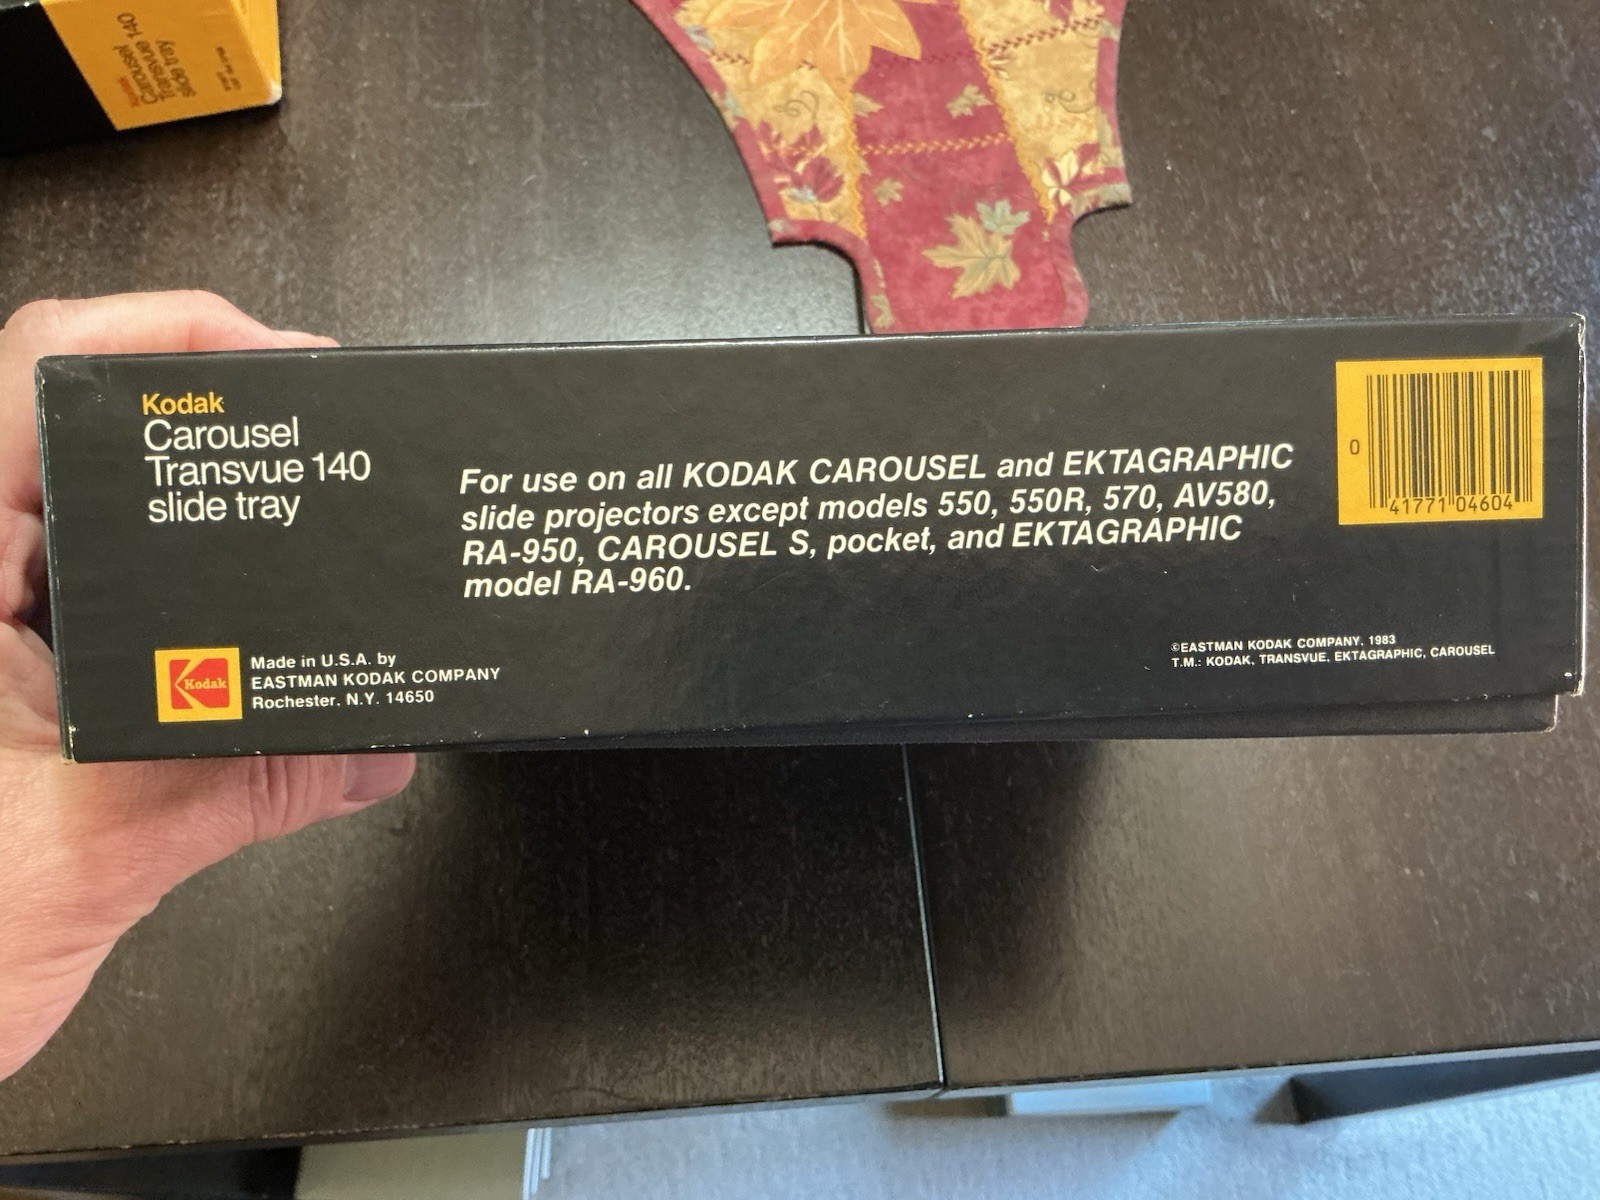 Kodak
Carousel
Transvue 140
slide tray
Kodak
Carousel
Transvue 140
slide tray
For use on all KODAK CAROUSEL and EKTAGRAPHIC
slide projectors except models 550, 550R, 570, AV580,
RA-950, CAROUSEL S, pocket, and EKTAGRAPHIC
model RA-960.
0
41771 04604
Kodak
Made in U.S.A. by
EASTMAN KODAK COMPANY
Rochester, N.Y. 14650
©EASTMAN KODAK COMPANY, 1983
T.M.: KODAK, TRANSVUE, EKTAGRAPHIC, CAROUSEL